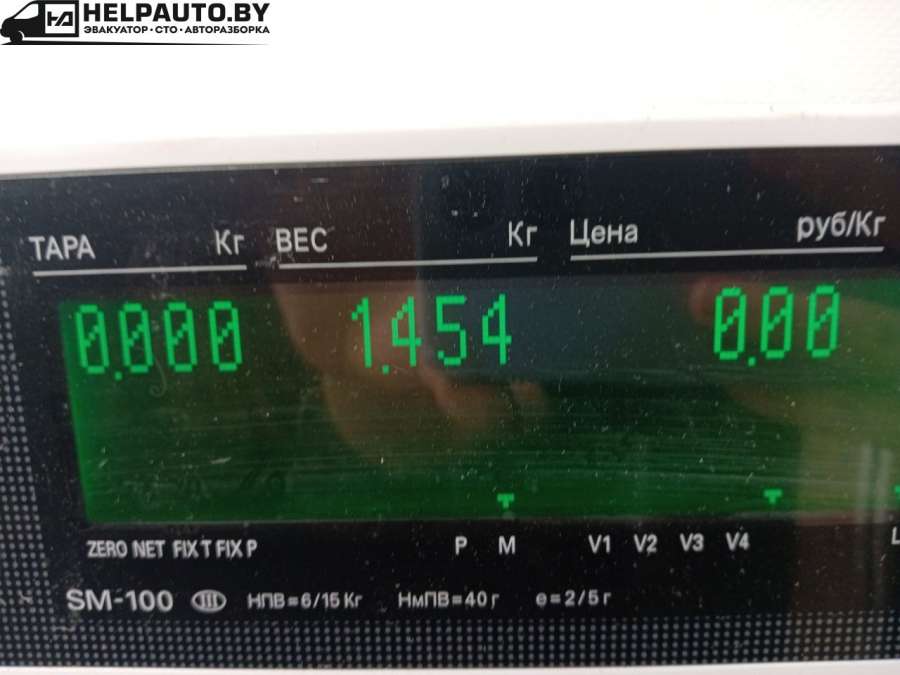 HELPAUTO.BY
ЭВАКУАТОР • СТО • АВТОРАЗБОРКА
ТАРА Кг ВЕС Кг Цена руб/Кг
0.000 1.454 0.00
ZERO NET FIX T FIX P P M V1 V2 V3 V4
SM-100 III НПВ=6/15 Кг НмПВ=40 г e=2/5 г